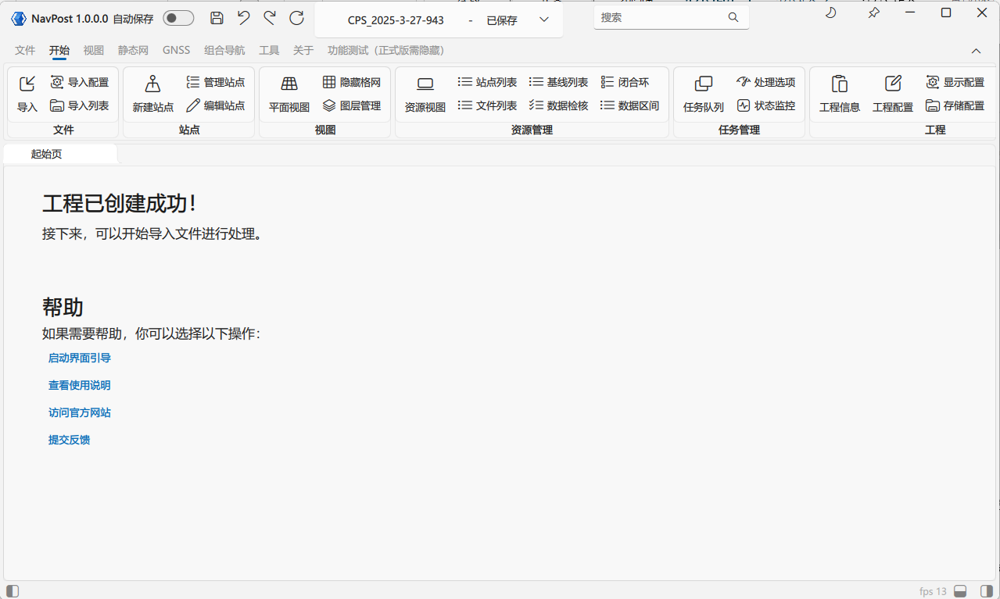 NavPost 1.0.0.0 自动保存 CPS_2025-3-27-943 - 已保存 搜索
文件 开始 视图 静态网 GNSS 组合导航 工具 关于 功能测试（正式版需隐藏）
导入 导入配置 导入列表 文件
新建站点 管理站点 编辑站点 站点
平面视图 隐藏格网 图层管理 视图
资源视图 站点列表 基线列表 闭合环 文件列表 数据检核 数据区间 资源管理
任务队列 处理选项 状态监控 任务管理
工程信息 工程配置 显示配置 存储配置 工程
起始页
工程已创建成功！
接下来，可以开始导入文件进行处理。
帮助
如果需要帮助，你可以选择以下操作：
启动界面引导
查看使用说明
访问官方网站
提交反馈
fps 13